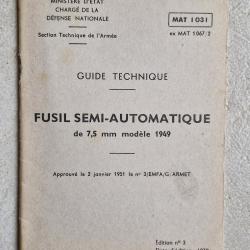 MINISTÈRE D'ÉTAT
CHARGÉ DE LA
DÉFENSE NATIONALE
Section Technique de l'Armée
MAT 1031
ex MAT 1067/2
GUIDE TECHNIQUE
FUSIL SEMI-AUTOMATIQUE
de 7,5 mm modèle 1949
Approuvé le 2 janvier 1951 le n° 3/EMFA/G/ARMET
Edition n° 3